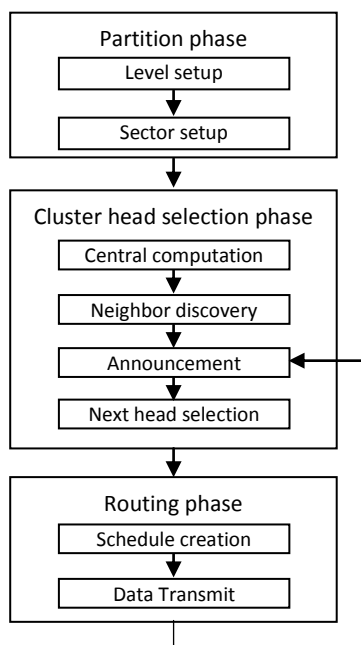 Partition phase
Level setup
Sector setup
Cluster head selection phase
Central computation
Neighbor discovery
Announcement
Next head selection
Routing phase
Schedule creation
Data Transmit